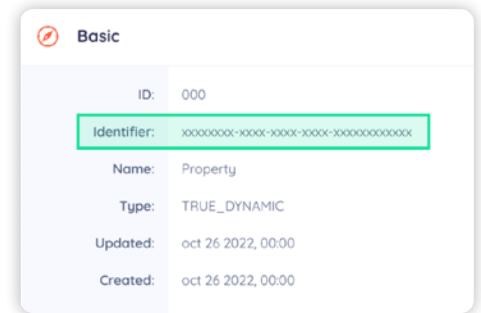 Basic
ID: 000
Identifier: xxxxxxxx-xxxx-xxxx-xxxx-xxxxxxxxxxxx
Name: Property
Type: TRUE_DYNAMIC
Updated: oct 26 2022, 00:00
Created: oct 26 2022, 00:00